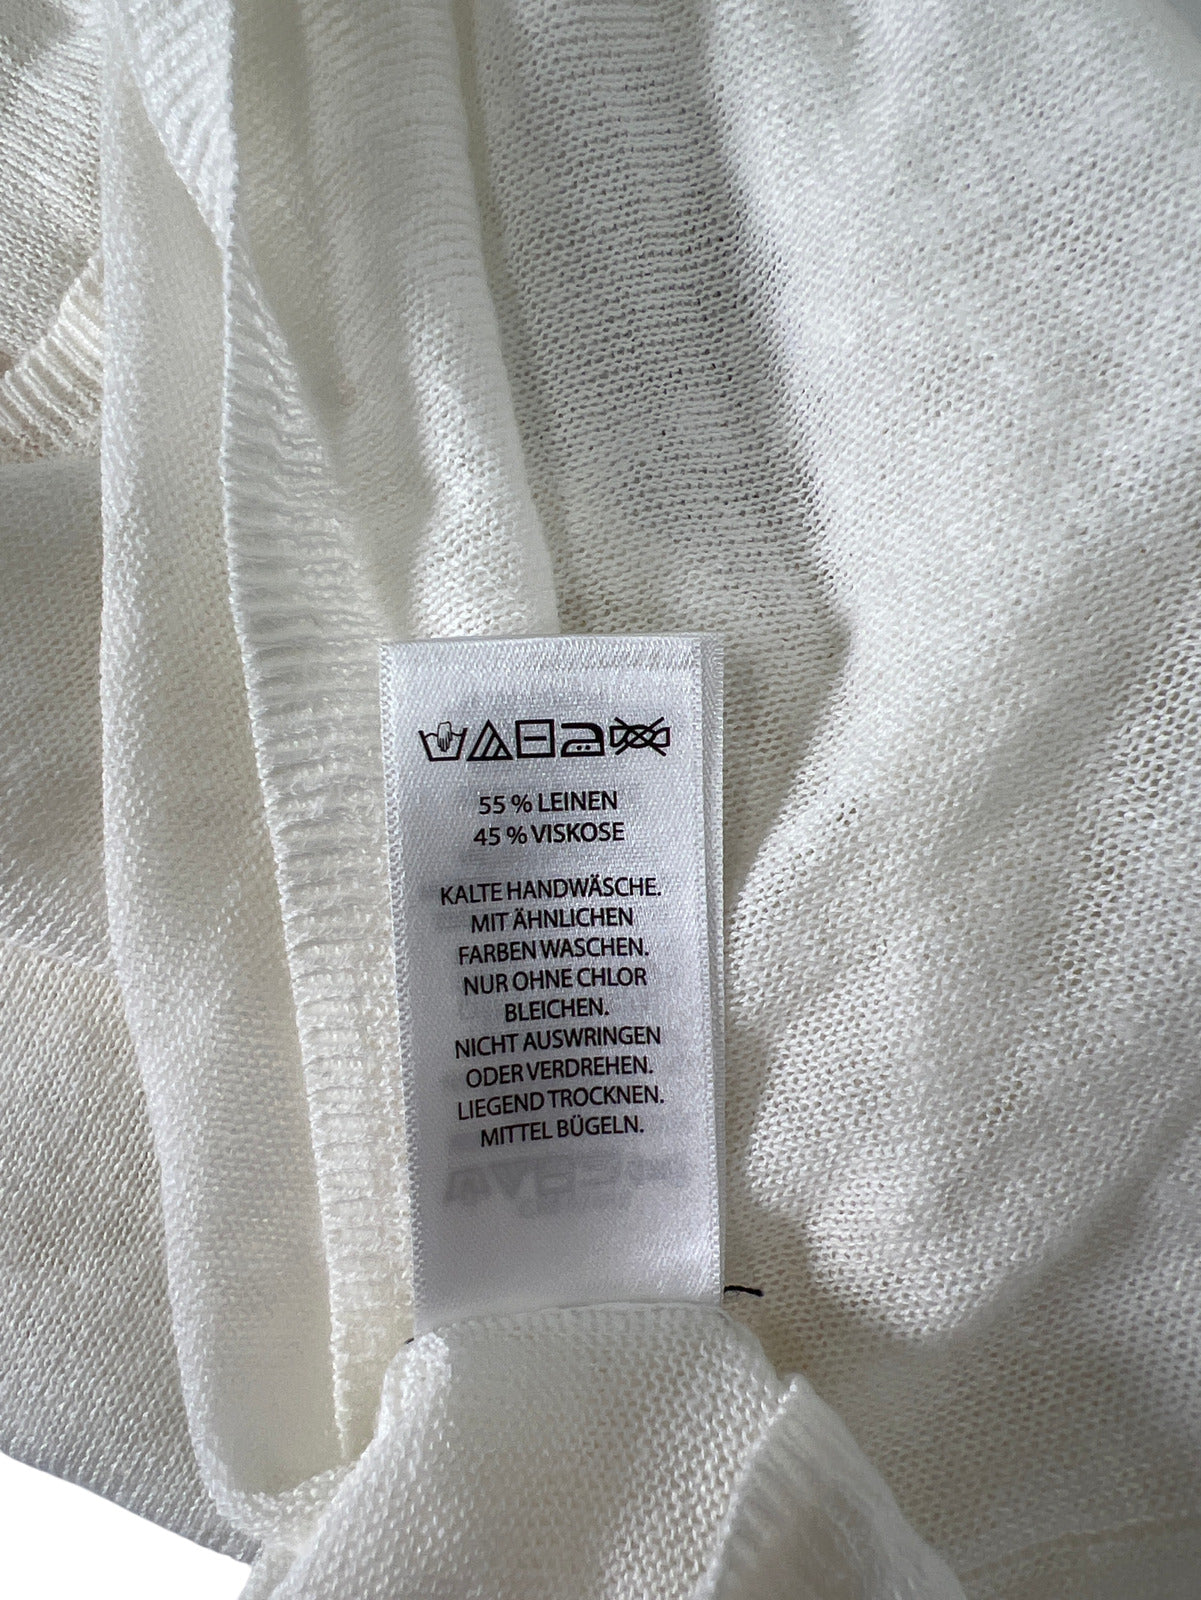 55 % LEINEN
45 % VISKOSE
KALTE HANDWÄSCHE.
MIT ÄHNLICHEN
FARBEN WASCHEN.
NUR OHNE CHLOR
BLEICHEN.
NICHT AUSWRINGEN
ODER VERDREHEN.
LIEGEND TROCKNEN.
MITTEL BÜGELN.